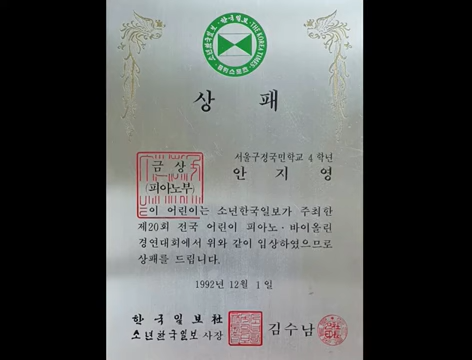 한국일보·THE KOREA TIMES
소년한국일보
상 패
서울구정국민학교 4학년
금 상
안 지 영
(피아노부)
이 어린이는 소년한국일보가 주최한
제20회 전국 어린이 피아노·바이올린
경연대회에서 위와 같이 입상하였으므로
상패를 드립니다.
1992년 12월 1일
한국일보社
소년한국일보 사장 김수남